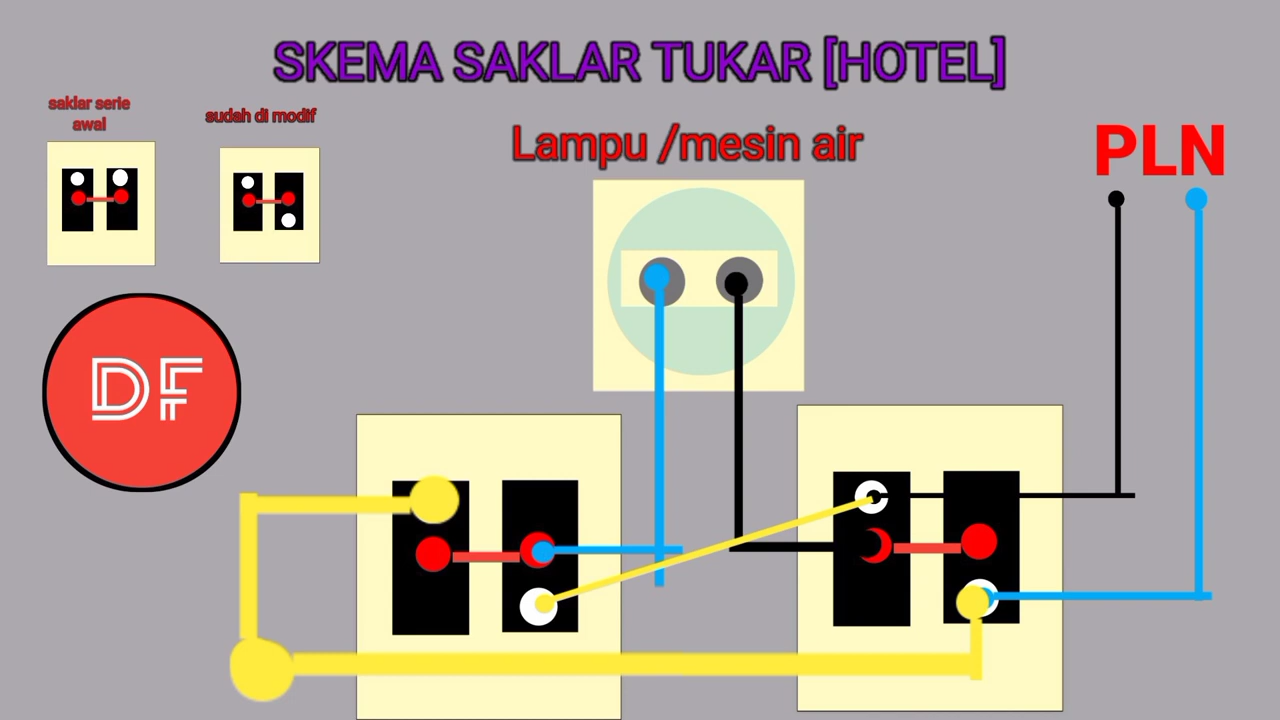 SKEMA SAKLAR TUKAR [HOTEL]
saklar serie
awal
sudah di modif
Lampu /mesin air
PLN
DF